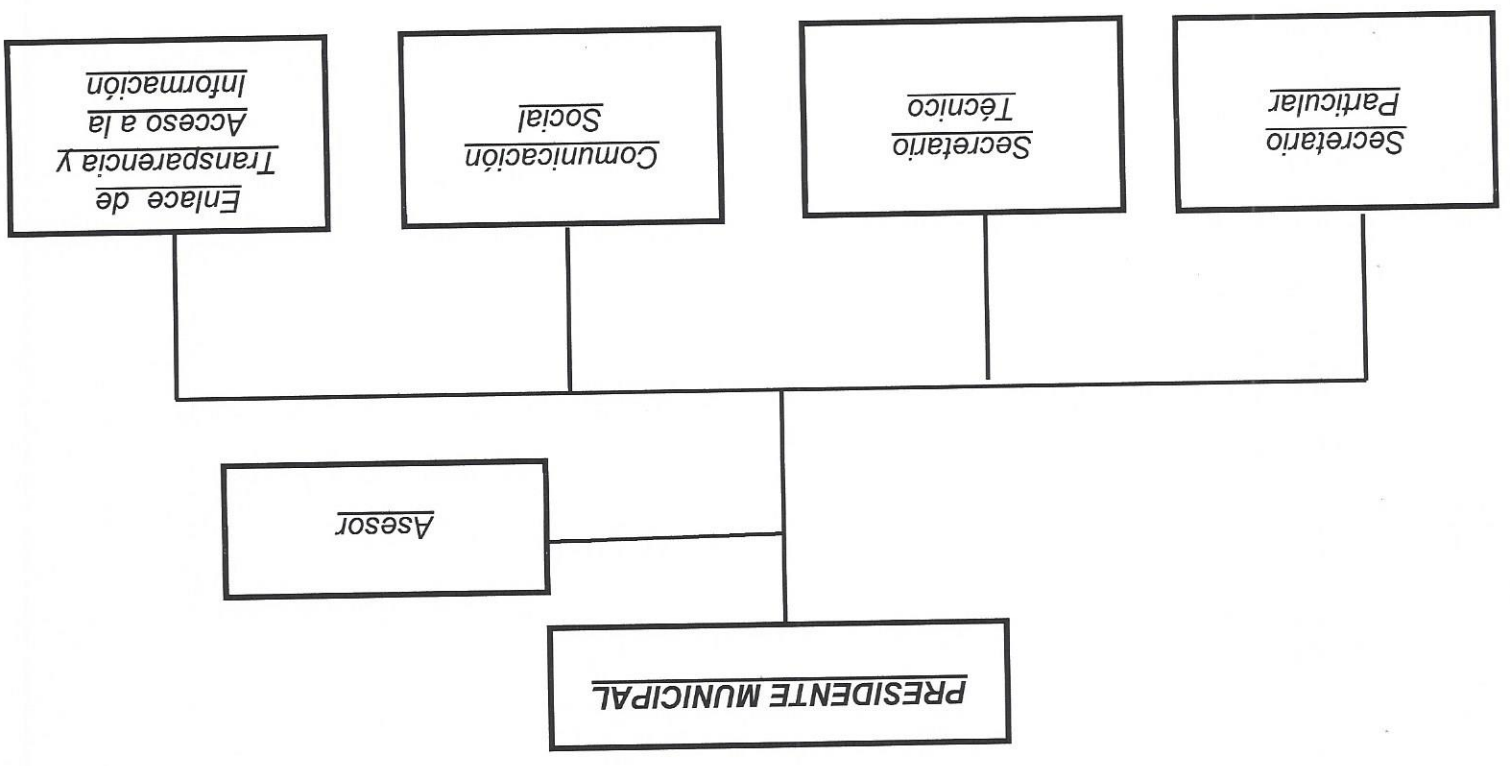 PRESIDENTE MUNICIPAL
Asesor
Secretario
Particular
Secretario
Técnico
Comunicación
Social
Enlace de
Transparencia y
Acceso a la
Información